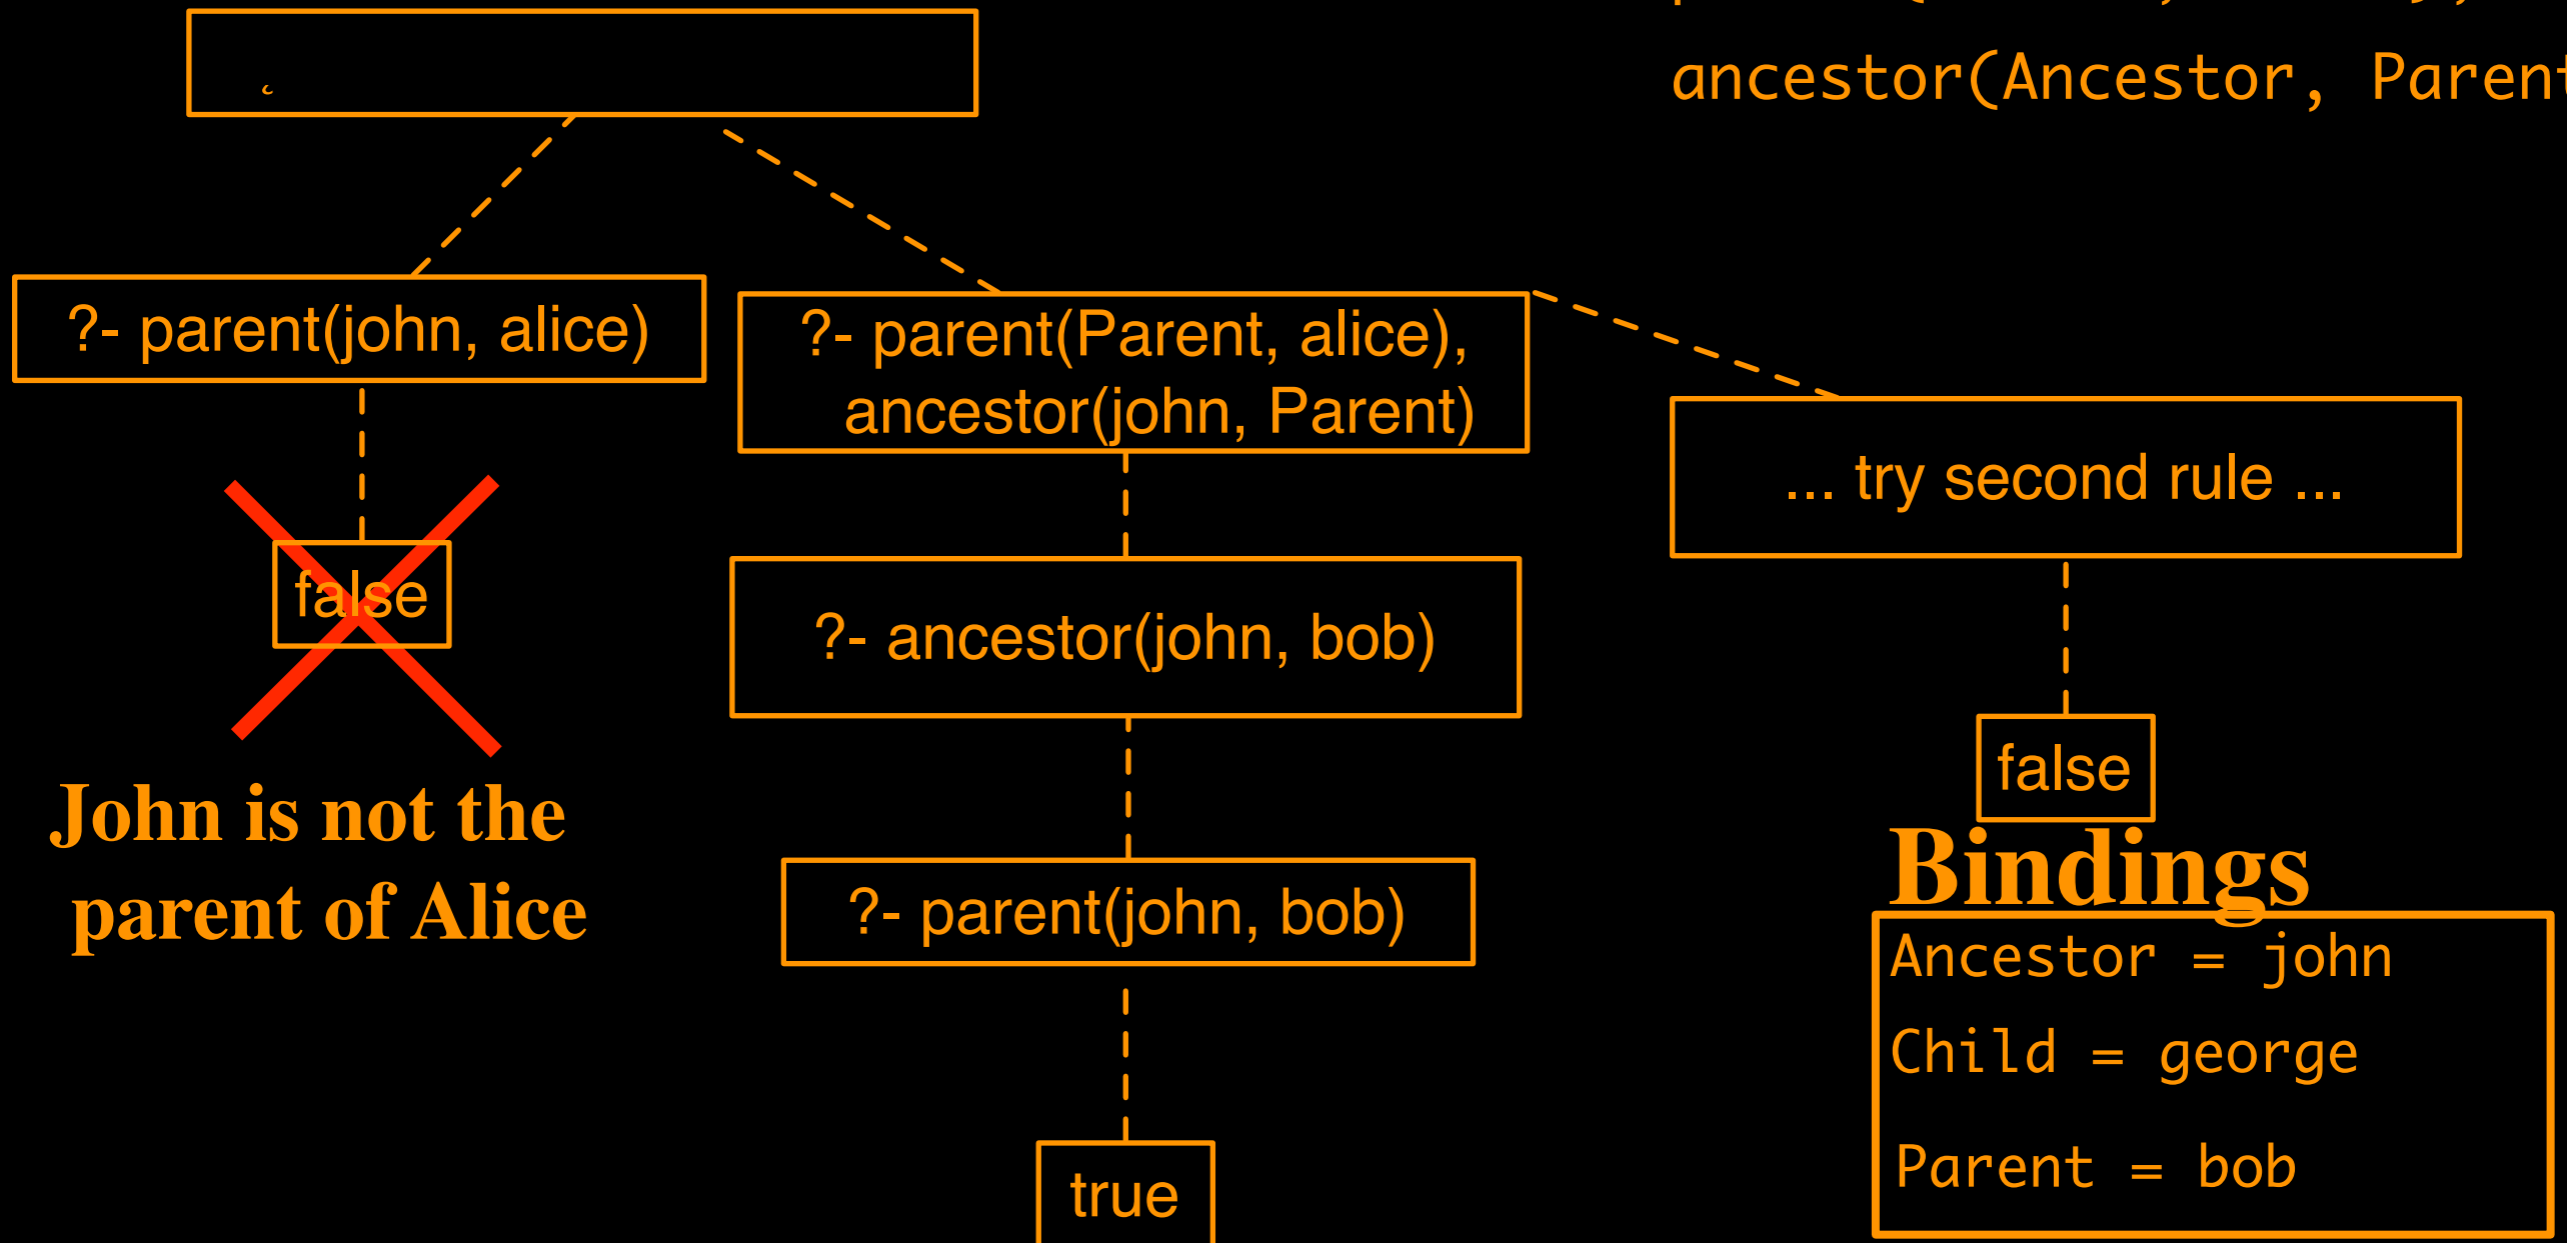 ancestor(Ancestor, Parent
?- parent(john, alice)
?- parent(Parent, alice),
ancestor(john, Parent)
... try second rule ...
false
?- ancestor(john, bob)
false
John is not the
parent of Alice
?- parent(john, bob)
true
Bindings
Ancestor = john
Child = george
Parent = bob